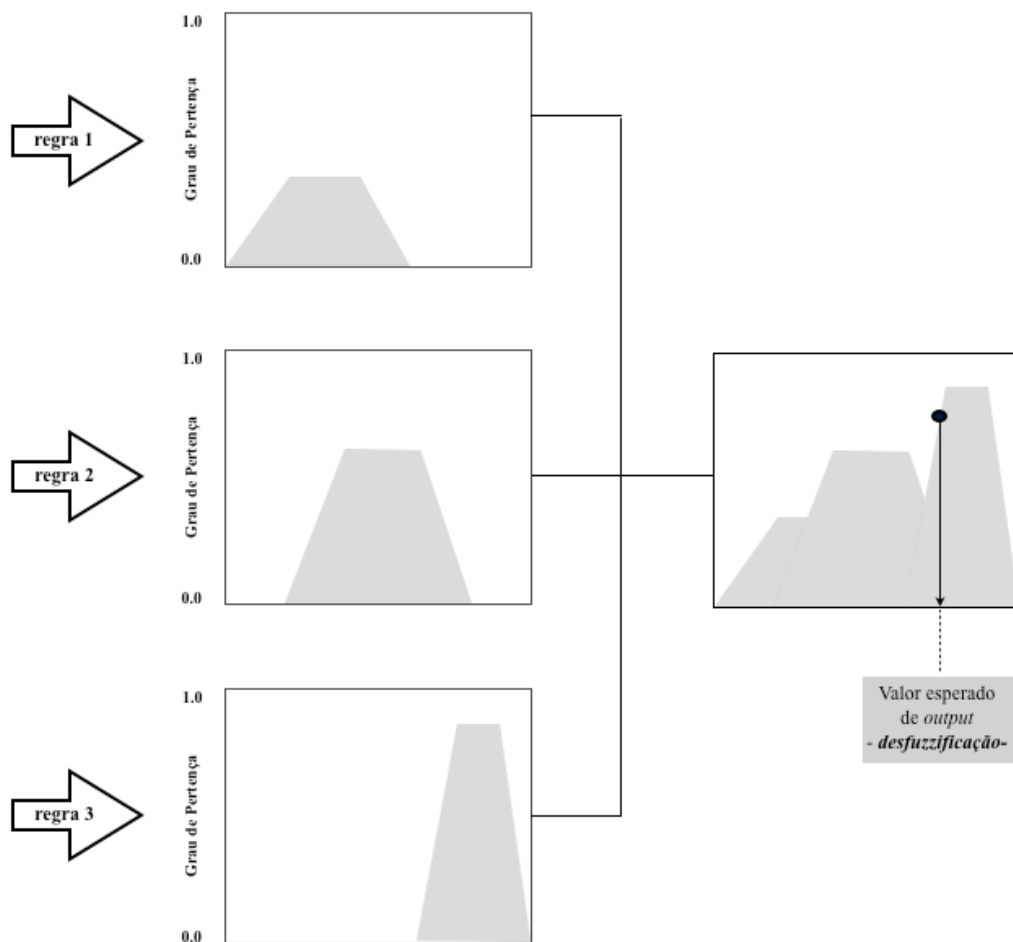 1.0
Grau de Pertença
regra 1
0.0
1.0
Grau de Pertença
regra 2
0.0
Valor esperado
de output
- desfuzzificação-
1.0
Grau de Pertença
regra 3
0.0